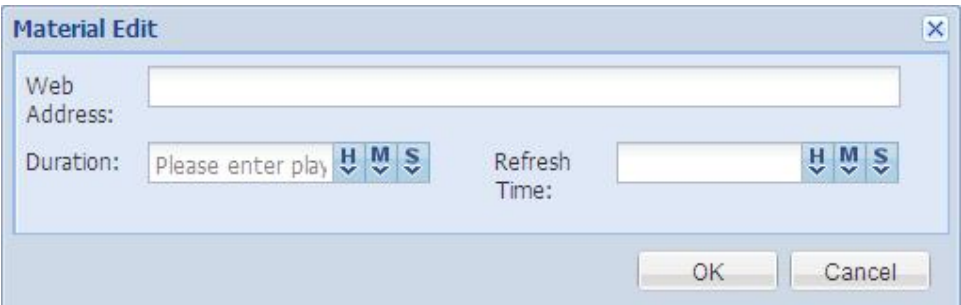 Material Edit
Web
Address:
Duration: Please enter play H M S Refresh
Time: H M S
OK Cancel